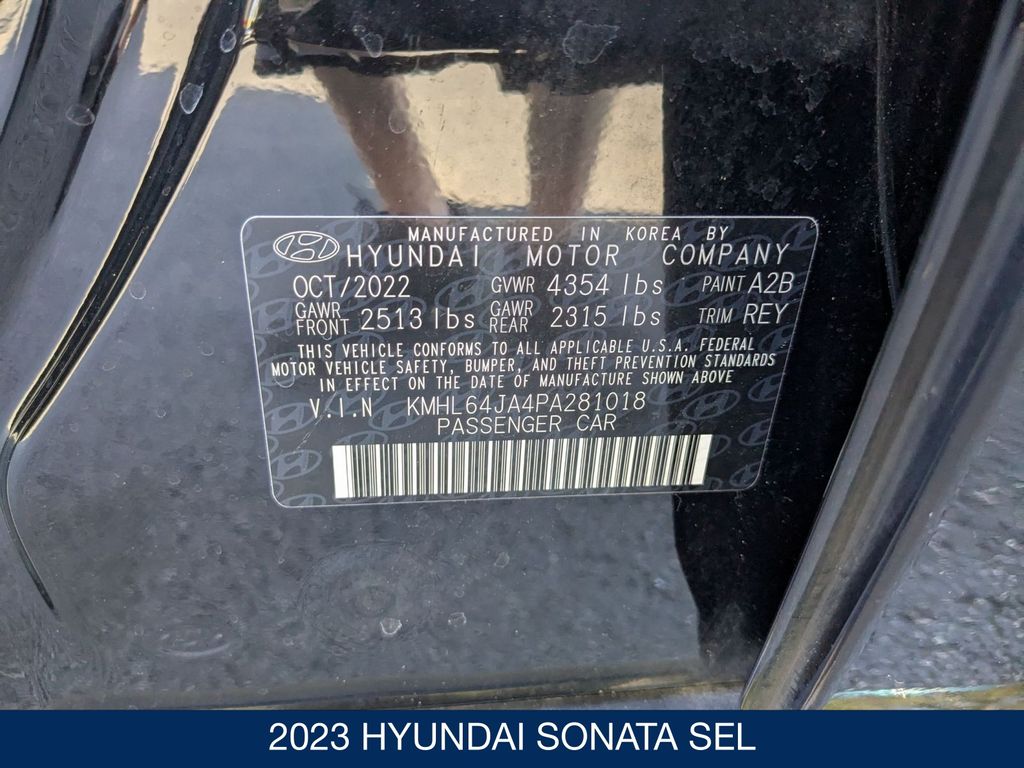 MANUFACTURED IN KOREA BY
HYUNDAI MOTOR COMPANY
OCT/2022 GVWR 4354 lbs PAINT A2B
GAWR FRONT 2513 lbs GAWR REAR 2315 lbs TRIM REY
THIS VEHICLE CONFORMS TO ALL APPLICABLE U.S.A. FEDERAL
MOTOR VEHICLE SAFETY, BUMPER, AND THEFT PREVENTION STANDARDS
IN EFFECT ON THE DATE OF MANUFACTURE SHOWN ABOVE
V.I.N KMHL64JA4PA281018
PASSENGER CAR
2023 HYUNDAI SONATA SEL